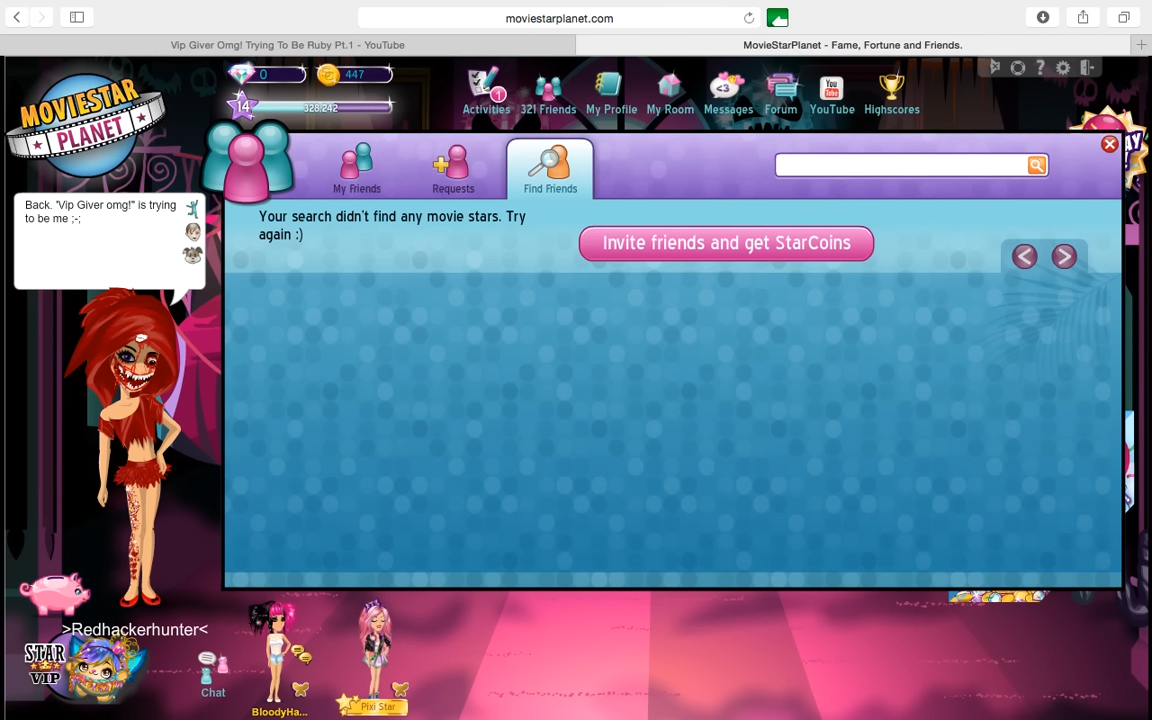 moviestarplanet.com
Vip Giver Omg! Trying To Be Ruby Pt.1 - YouTube
MovieStarPlanet - Fame, Fortune and Friends.
MOVIESTAR
PLANET
0
447
14
328.242
1
<3
You
Tube
Activities
321 Friends
My Profile
My Room
Messages
Forum
YouTube
Highscores
My Friends
Requests
Find Friends
Back. "Vip Giver omg!" is trying
to be me ;-;
Your search didn't find any movie stars. Try
again :)
Invite friends and get StarCoins
>Redhackerhunter<
STAR
VIP
Chat
BloodyHa...
Pixi Star